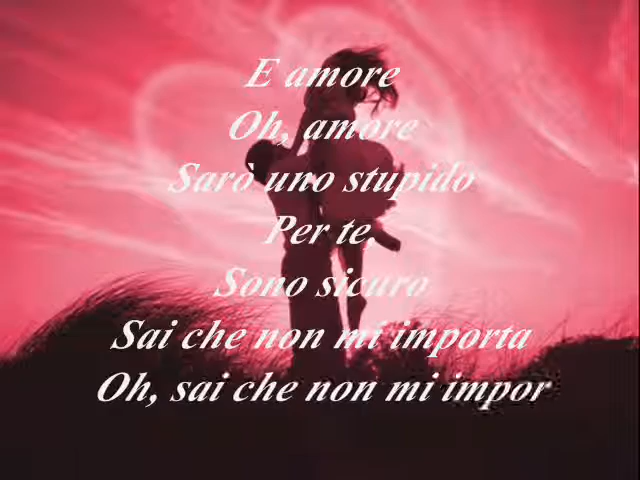 E amore
Oh, amore
Sarò uno stupido
Per te.
Sono sicuro
Sai che non mi importa
Oh, sai che non mi impor